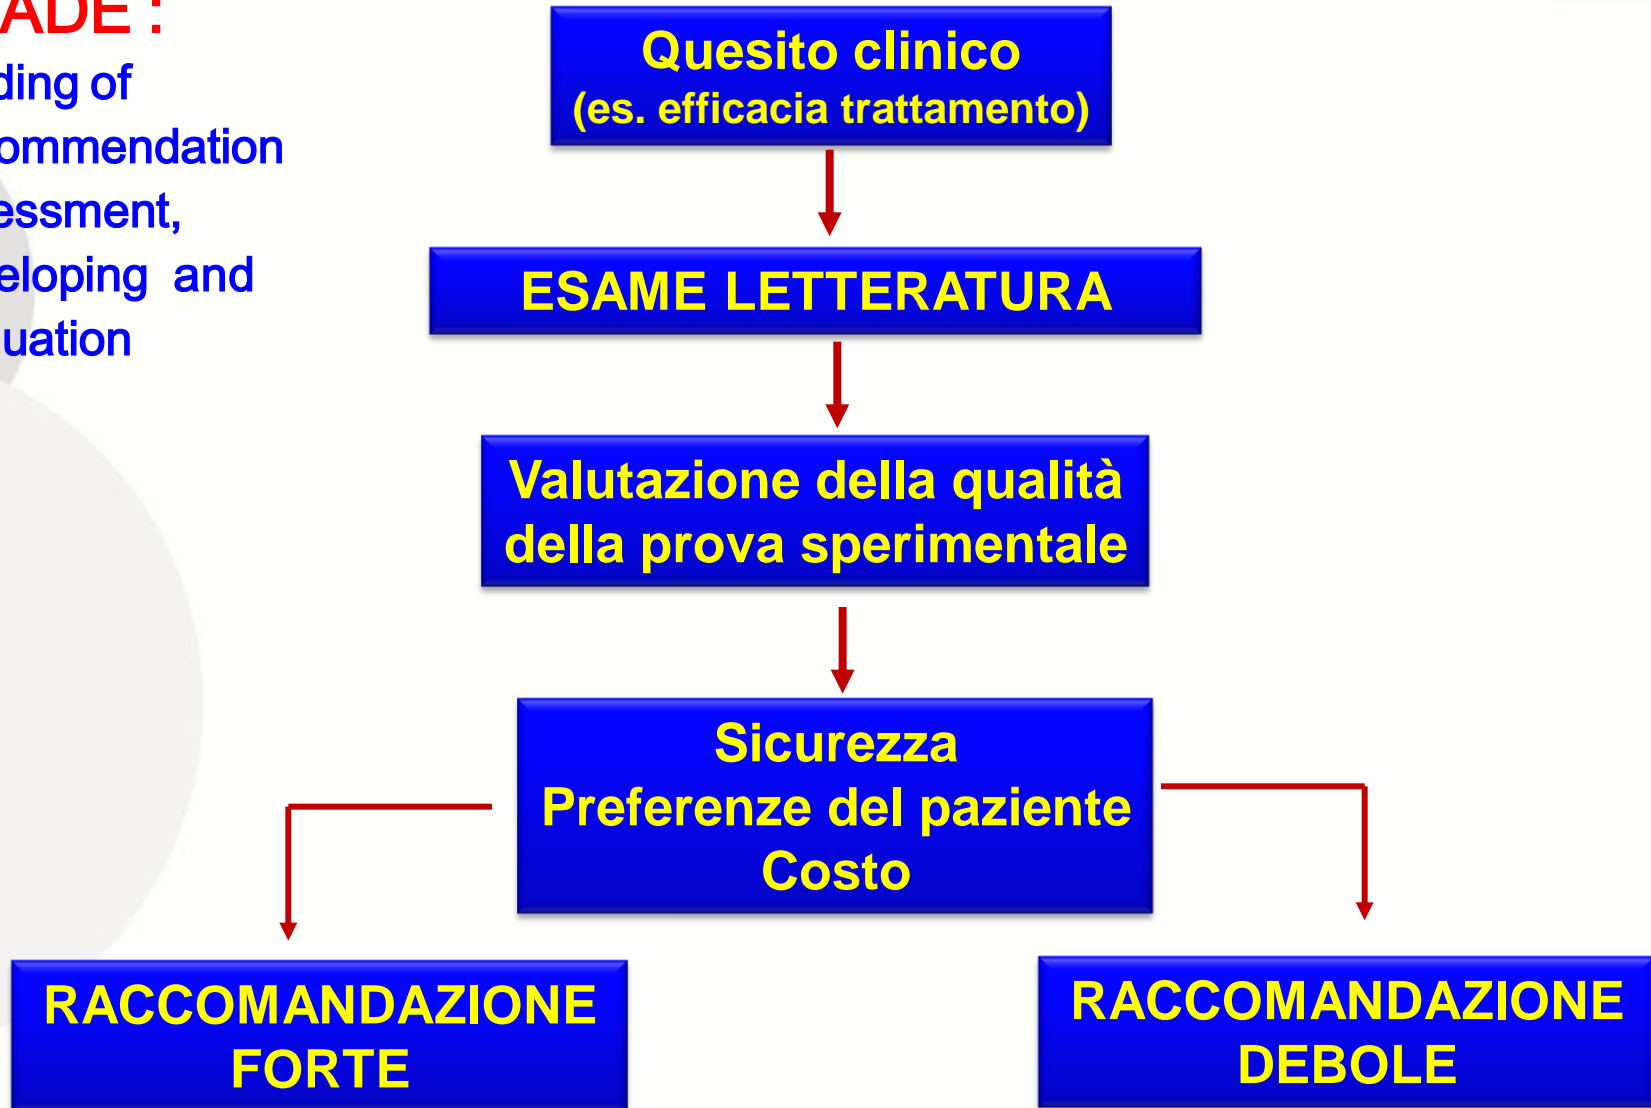 ADE :
ding of
ommendation
essment,
eloping and
uation
Quesito clinico
(es. efficacia trattamento)
ESAME LETTERATURA
Valutazione della qualità
della prova sperimentale
Sicurezza
Preferenze del paziente
Costo
RACCOMANDAZIONE
FORTE
RACCOMANDAZIONE
DEBOLE